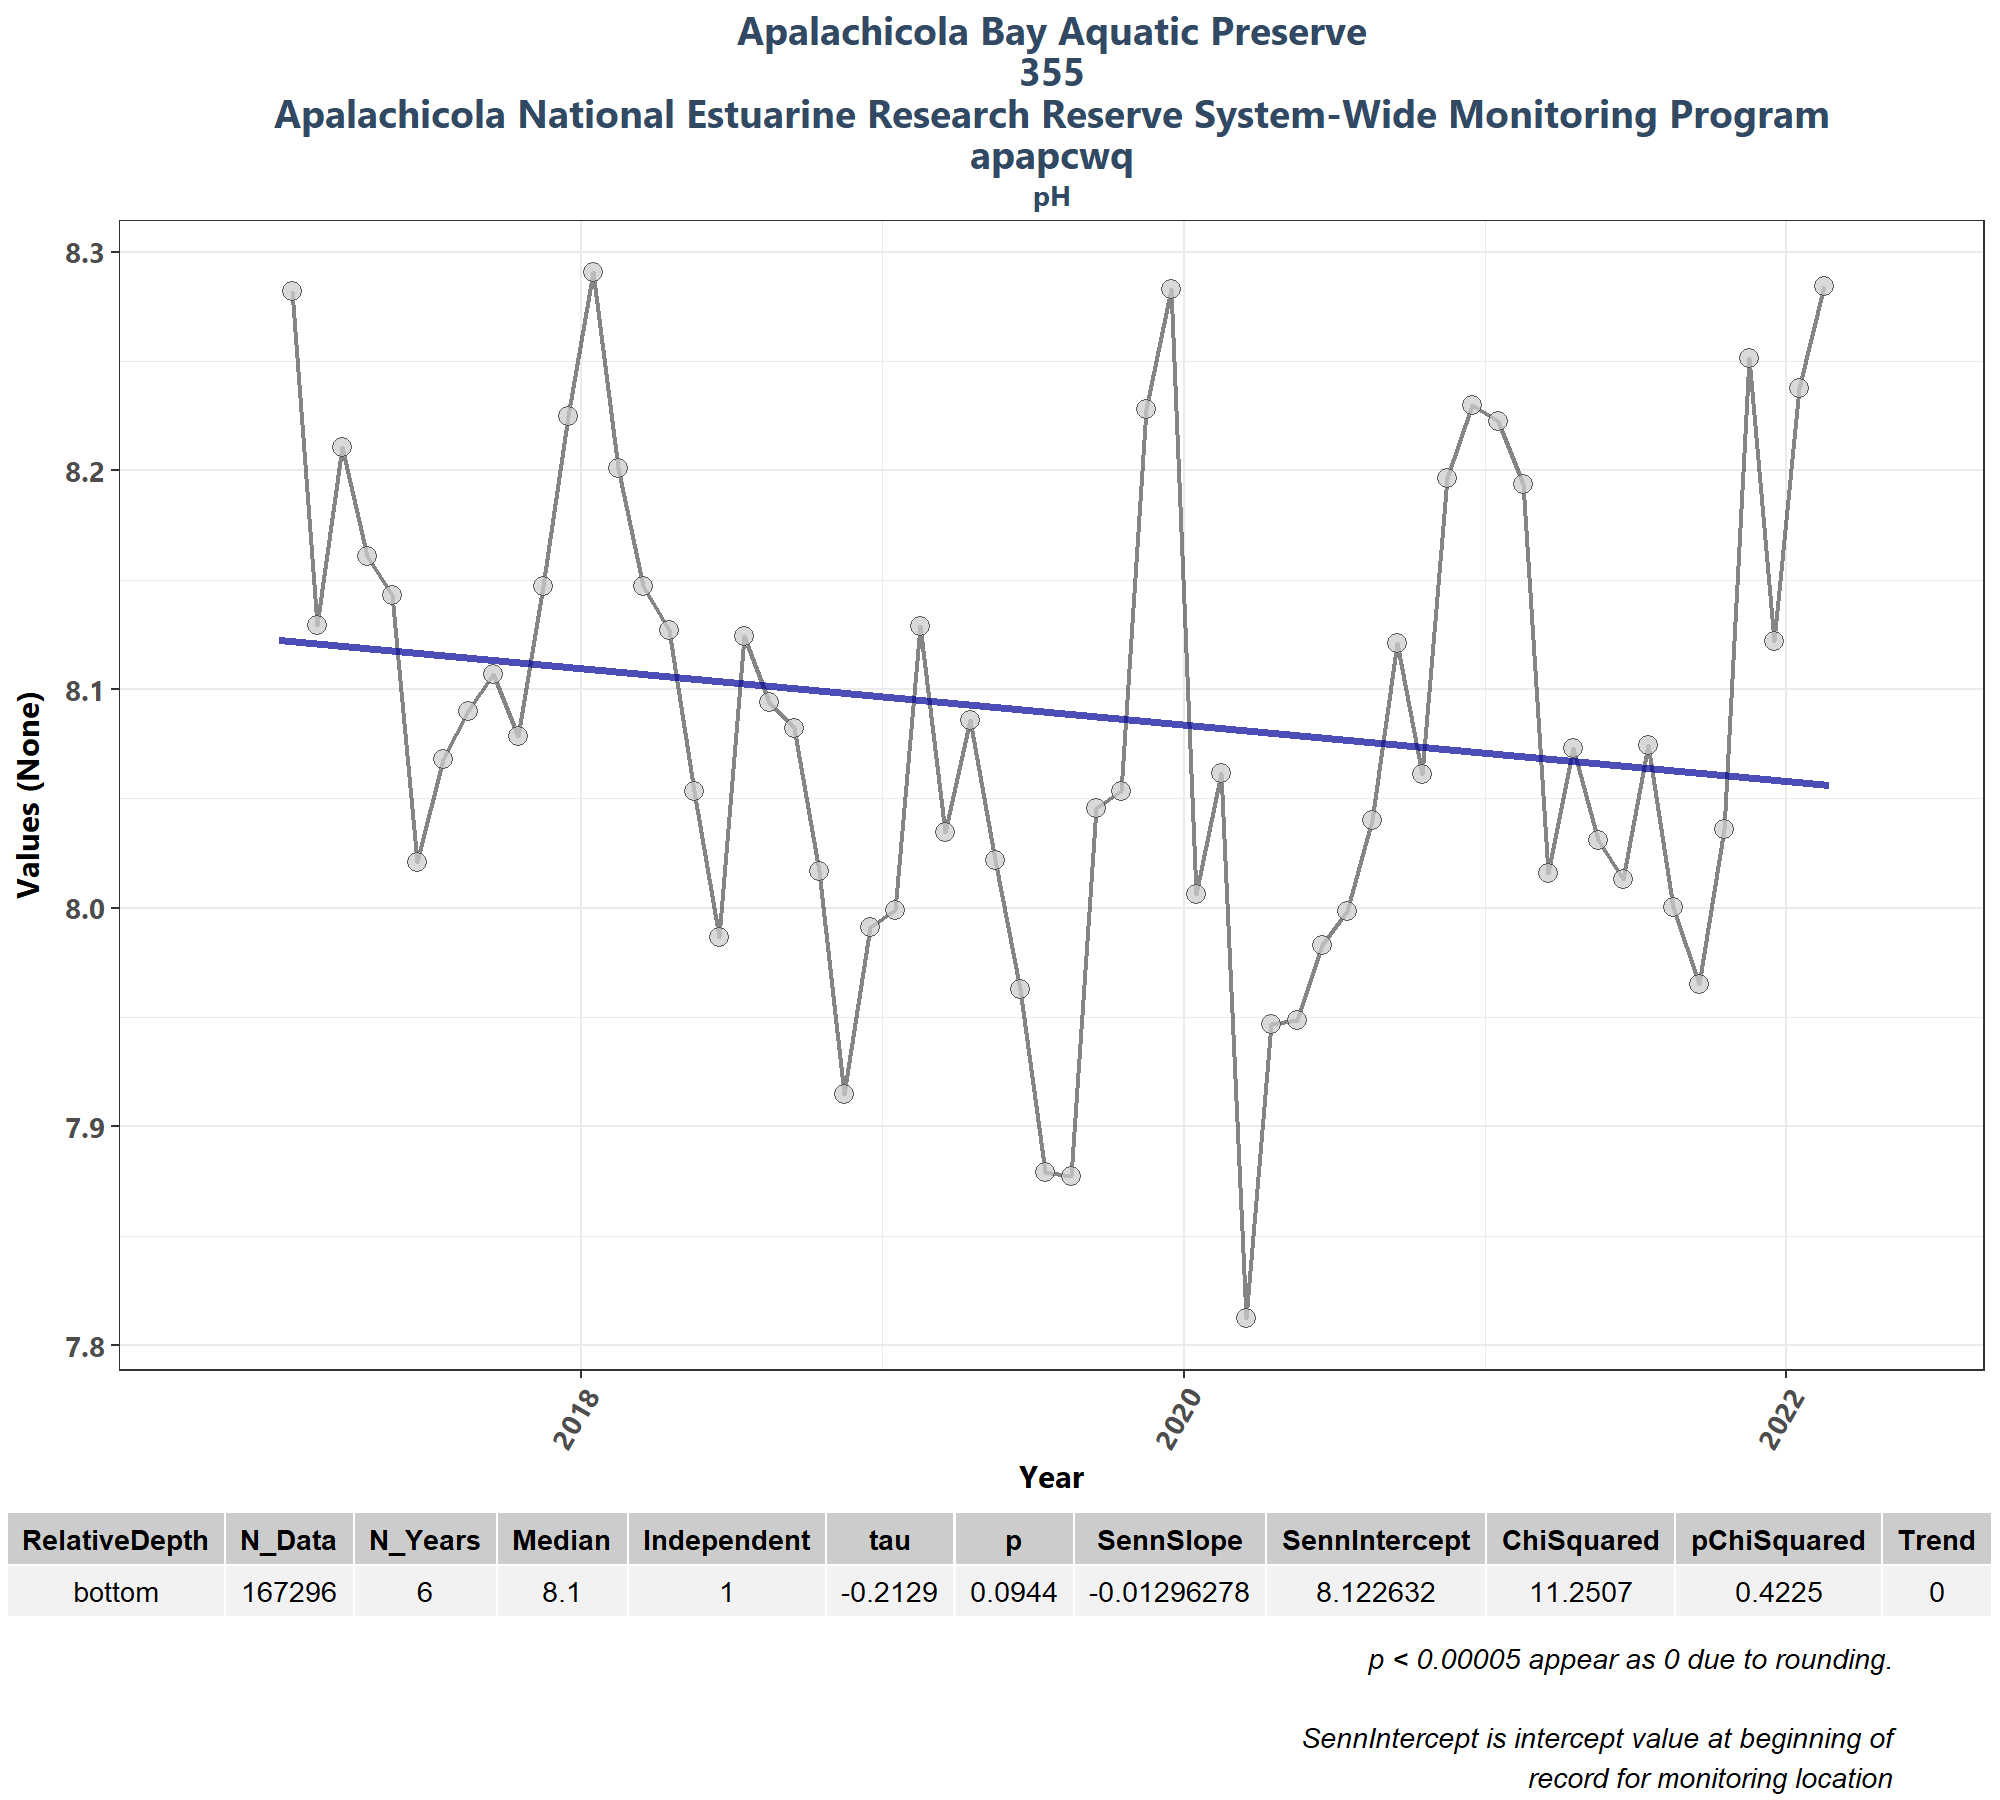 Apalachicola Bay Aquatic Preserve
355
Apalachicola National Estuarine Research Reserve System-Wide Monitoring Program
apapcwq
pH
8.3
8.2
8.1
8.0
7.9
7.8
Values (None)
2018
2020
2022
Year
RelativeDepth N_Data N_Years Median Independent tau p SennSlope SennIntercept ChiSquared pChiSquared Trend
bottom 167296 6 8.1 1 -0.2129 0.0944 -0.01296278 8.122632 11.2507 0.4225 0
p < 0.00005 appear as 0 due to rounding.
SennIntercept is intercept value at beginning of
record for monitoring location